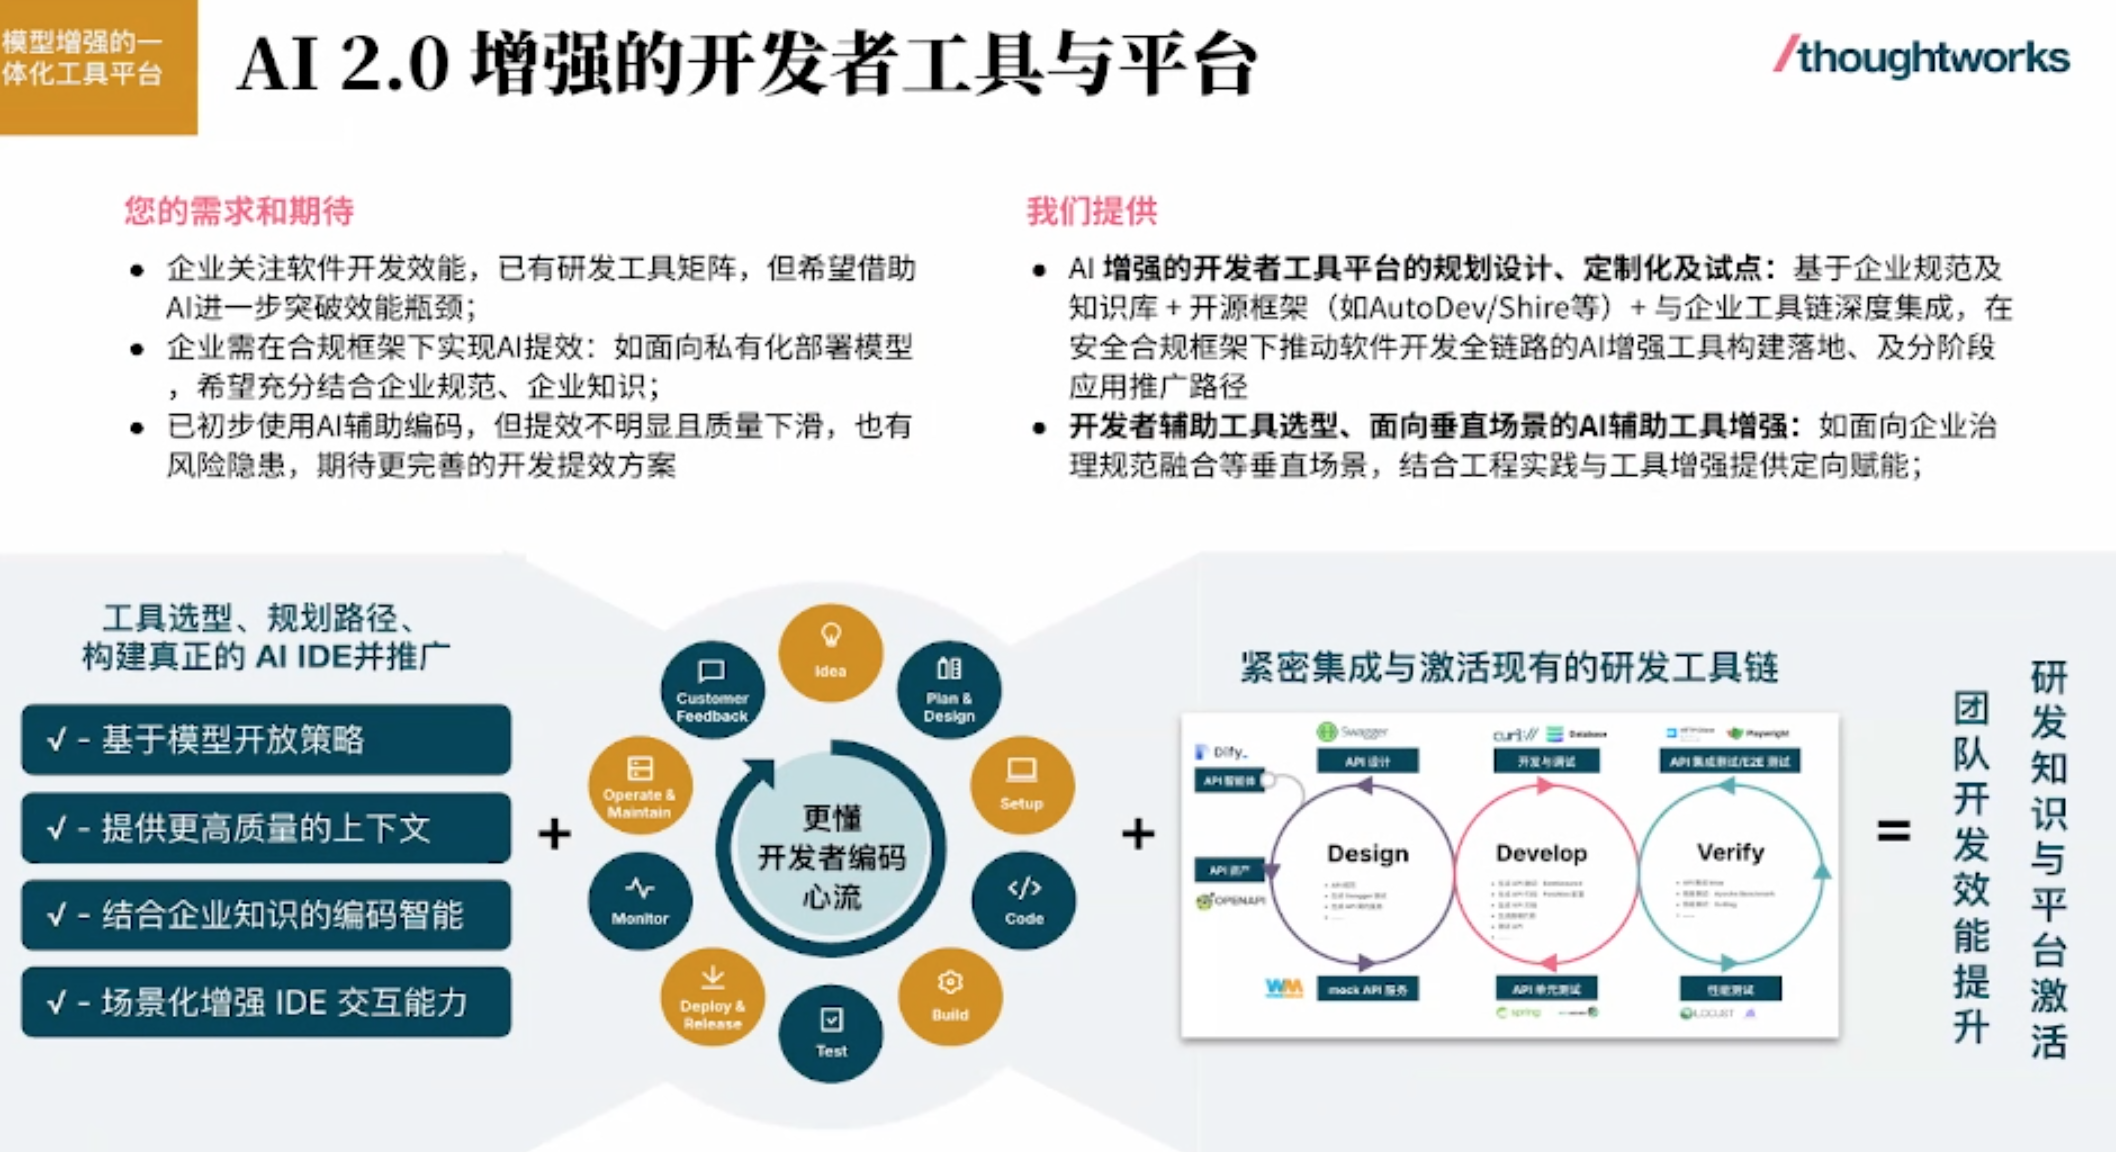 模型增强的一
体化工具平台
AI 2.0 增强的开发者工具与平台
/thoughtworks
您的需求和期待
● 企业关注软件开发效能，已有研发工具矩阵，但希望借助
AI进一步突破效能瓶颈；
● 企业需在合规框架下实现AI提效：如面向私有化部署模型
，希望充分结合企业规范、企业知识；
● 已初步使用AI辅助编码，但提效不明显且质量下滑，也有
风险隐患，期待更完善的开发提效方案
我们提供
● AI 增强的开发者工具平台的规划设计、定制化及试点：基于企业规范及
知识库 + 开源框架（如AutoDev/Shire等）+ 与企业工具链深度集成，在
安全合规框架下推动软件开发全链路的AI增强工具构建落地、及分阶段
应用推广路径
● 开发者辅助工具选型、面向垂直场景的AI辅助工具增强：如面向企业治
理规范融合等垂直场景，结合工程实践与工具增强提供定向赋能；
工具选型、规划路径、
构建真正的 AI IDE并推广
√ - 基于模型开放策略
√ - 提供更高质量的上下文
√ - 结合企业知识的编码智能
√ - 场景化增强 IDE 交互能力
+
Idea
Plan &
Design
Setup
Code
Build
Test
Deploy &
Release
Monitor
Operate &
Maintain
Customer
Feedback
更懂
开发者编码
心流
+
紧密集成与激活现有的研发工具链
Dify_
API 智能体
Swagger
API 设计
curl://
Database
开发与调试
Playwright
API 集成测试/E2E 测试
Design
Develop
Verify
API 资产
OPENAPI
WM
mock API 服务
API 单元测试
spring
性能测试
LOCUST
=
团队开发效能提升
研发知识与平台激活